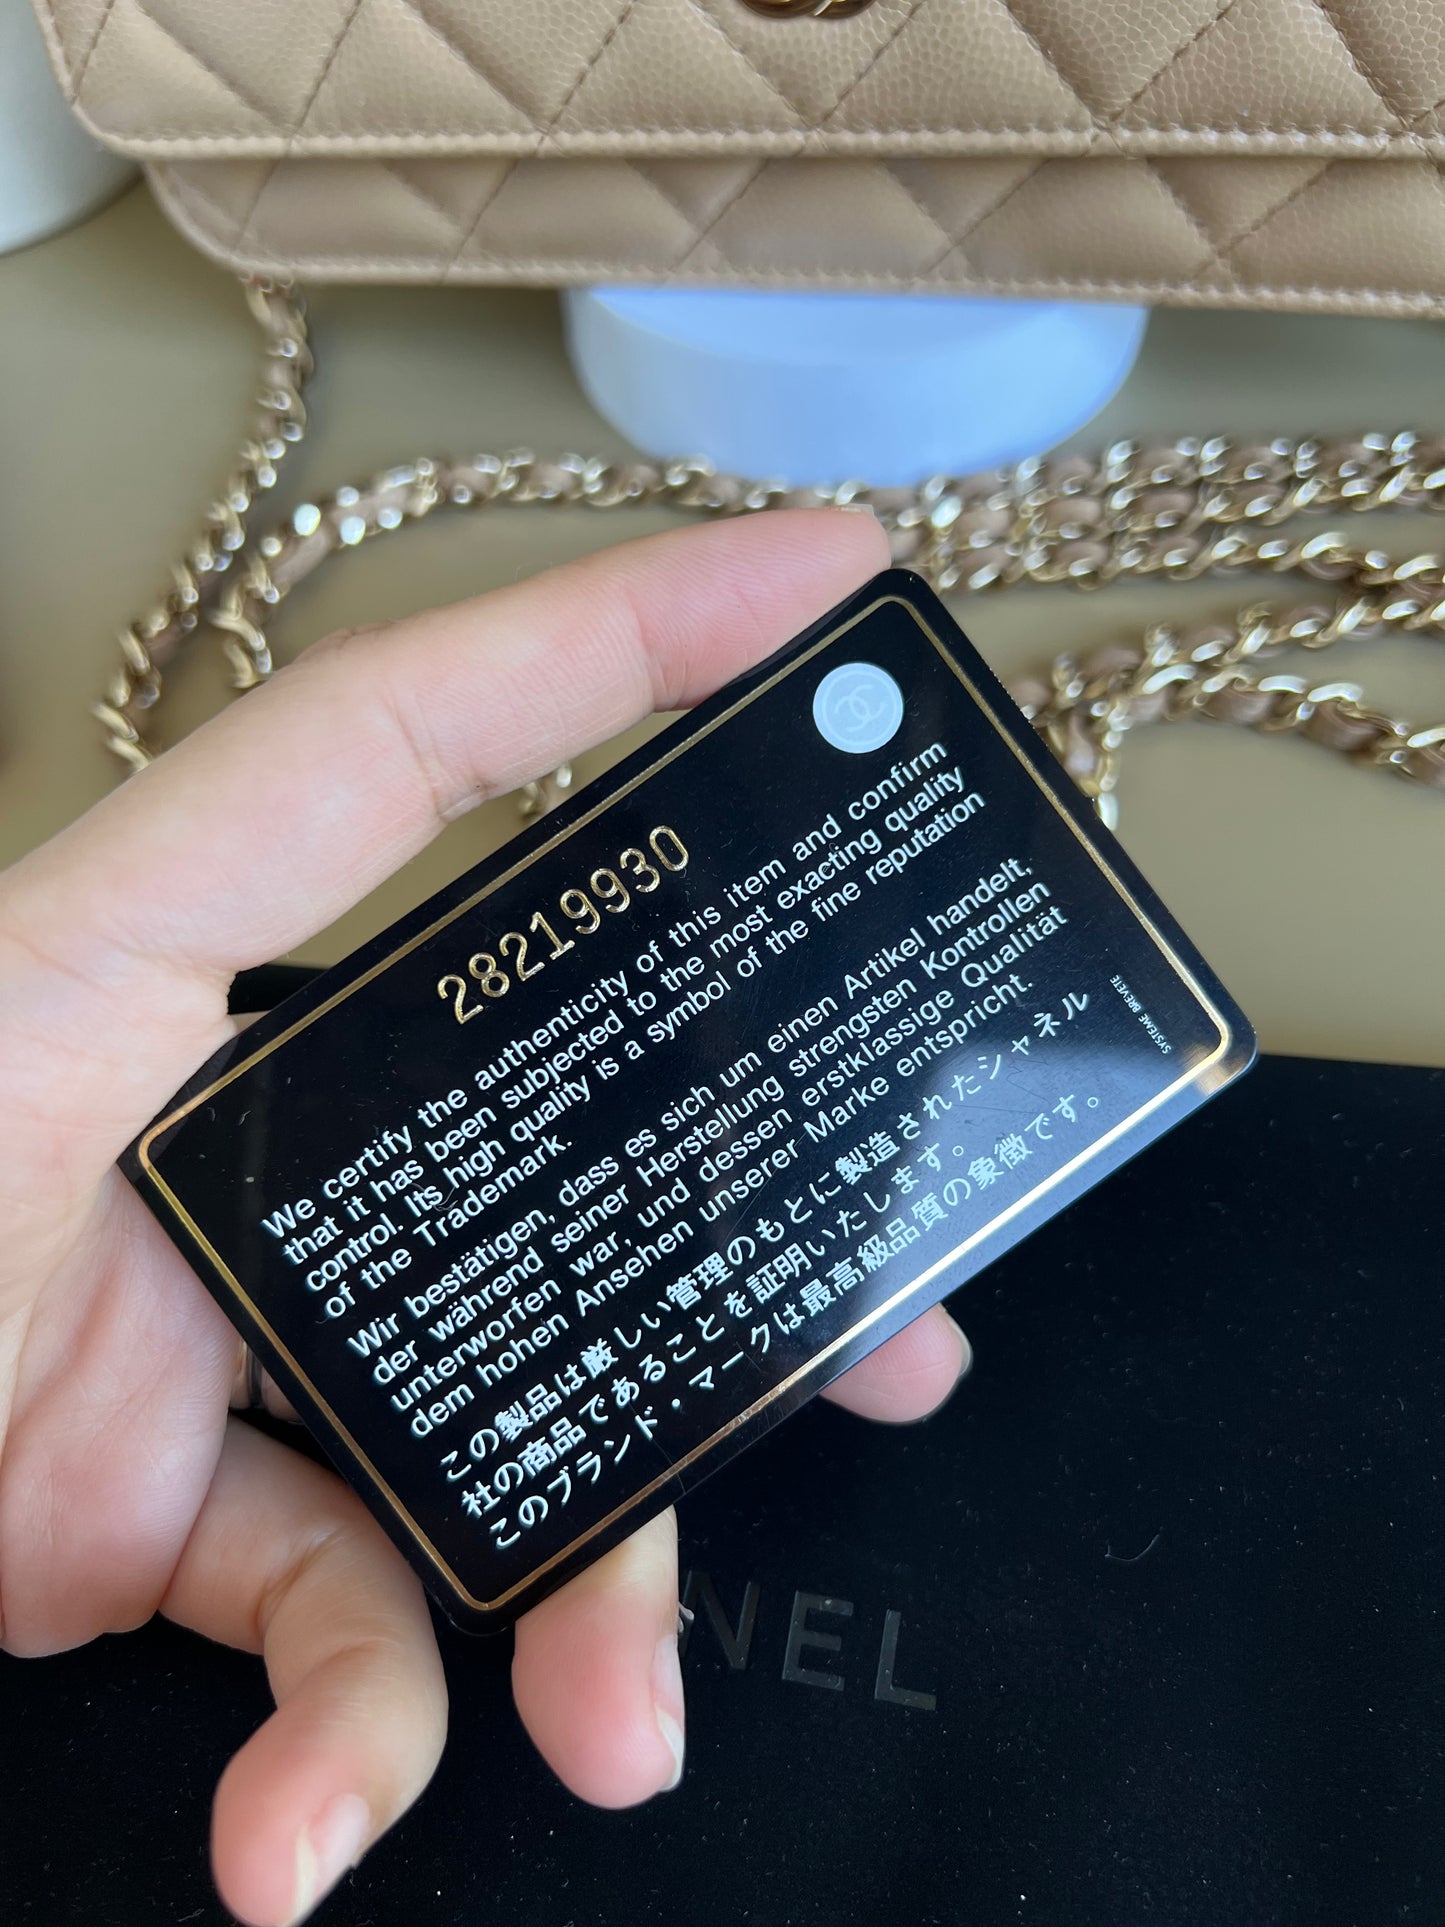 28219930
We certify the authenticity of this item and confirm
that it has been subjected to the most exacting quality
control. Its high quality is a symbol of the fine reputation
of the Trademark.
Wir bestätigen, dass es sich um einen Artikel handelt,
der während seiner Herstellung strengsten Kontrollen
unterworfen war, und dessen erstklassige Qualität
dem hohen Ansehen unserer Marke entspricht.
この製品は厳しい管理のもとに製造されたシャネル
社の商品であることを証明いたします。
このブランド・マークは最高級品質の象徴です。
SYSTEME BREVETE
NEL